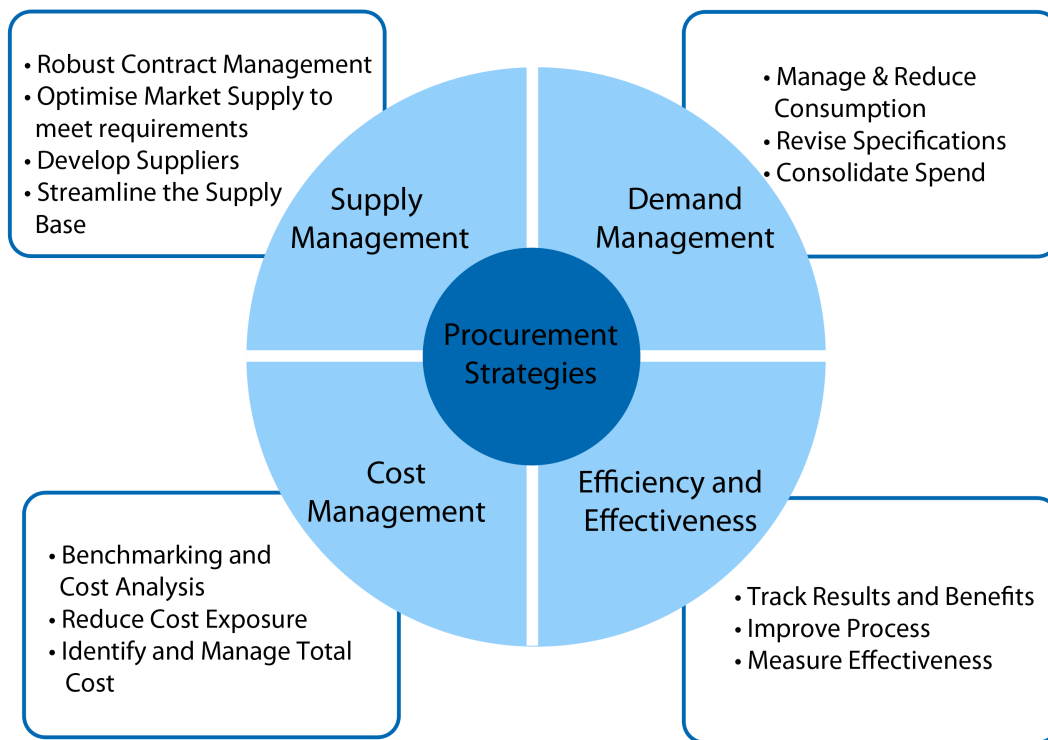 • Robust Contract Management
• Optimise Market Supply to
meet requirements
• Develop Suppliers
• Streamline the Supply
Base
• Manage & Reduce
Consumption
• Revise Specifications
• Consolidate Spend
Supply
Management
Demand
Management
Procurement
Strategies
Cost
Management
Efficiency and
Effectiveness
• Benchmarking and
Cost Analysis
• Reduce Cost Exposure
• Identify and Manage Total
Cost
• Track Results and Benefits
• Improve Process
• Measure Effectiveness